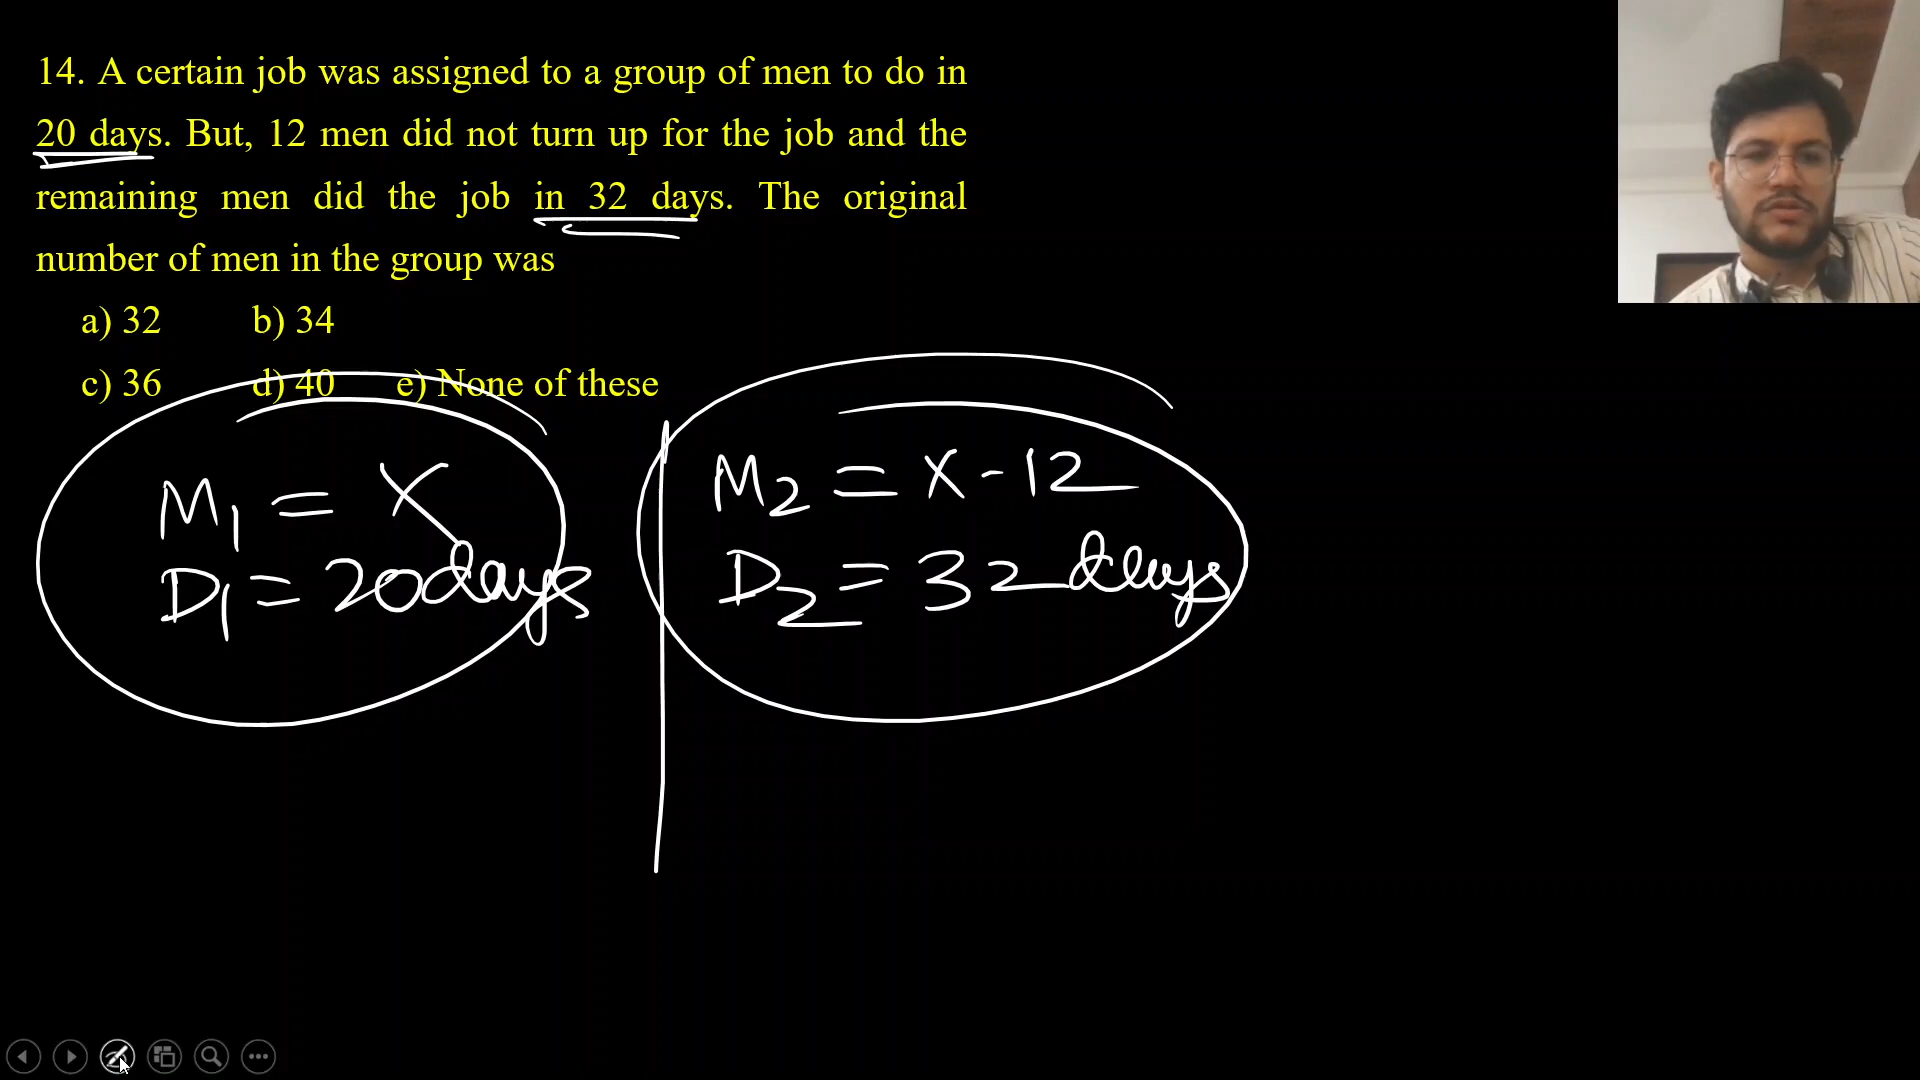 14. A certain job was assigned to a group of men to do in
20 days. But, 12 men did not turn up for the job and the
remaining men did the job in 32 days. The original
number of men in the group was
a) 32 b) 34
c) 36 d) 40 e) None of these
M₁ = X
D₁ = 20 days
M₂ = X - 12
D₂ = 32 days